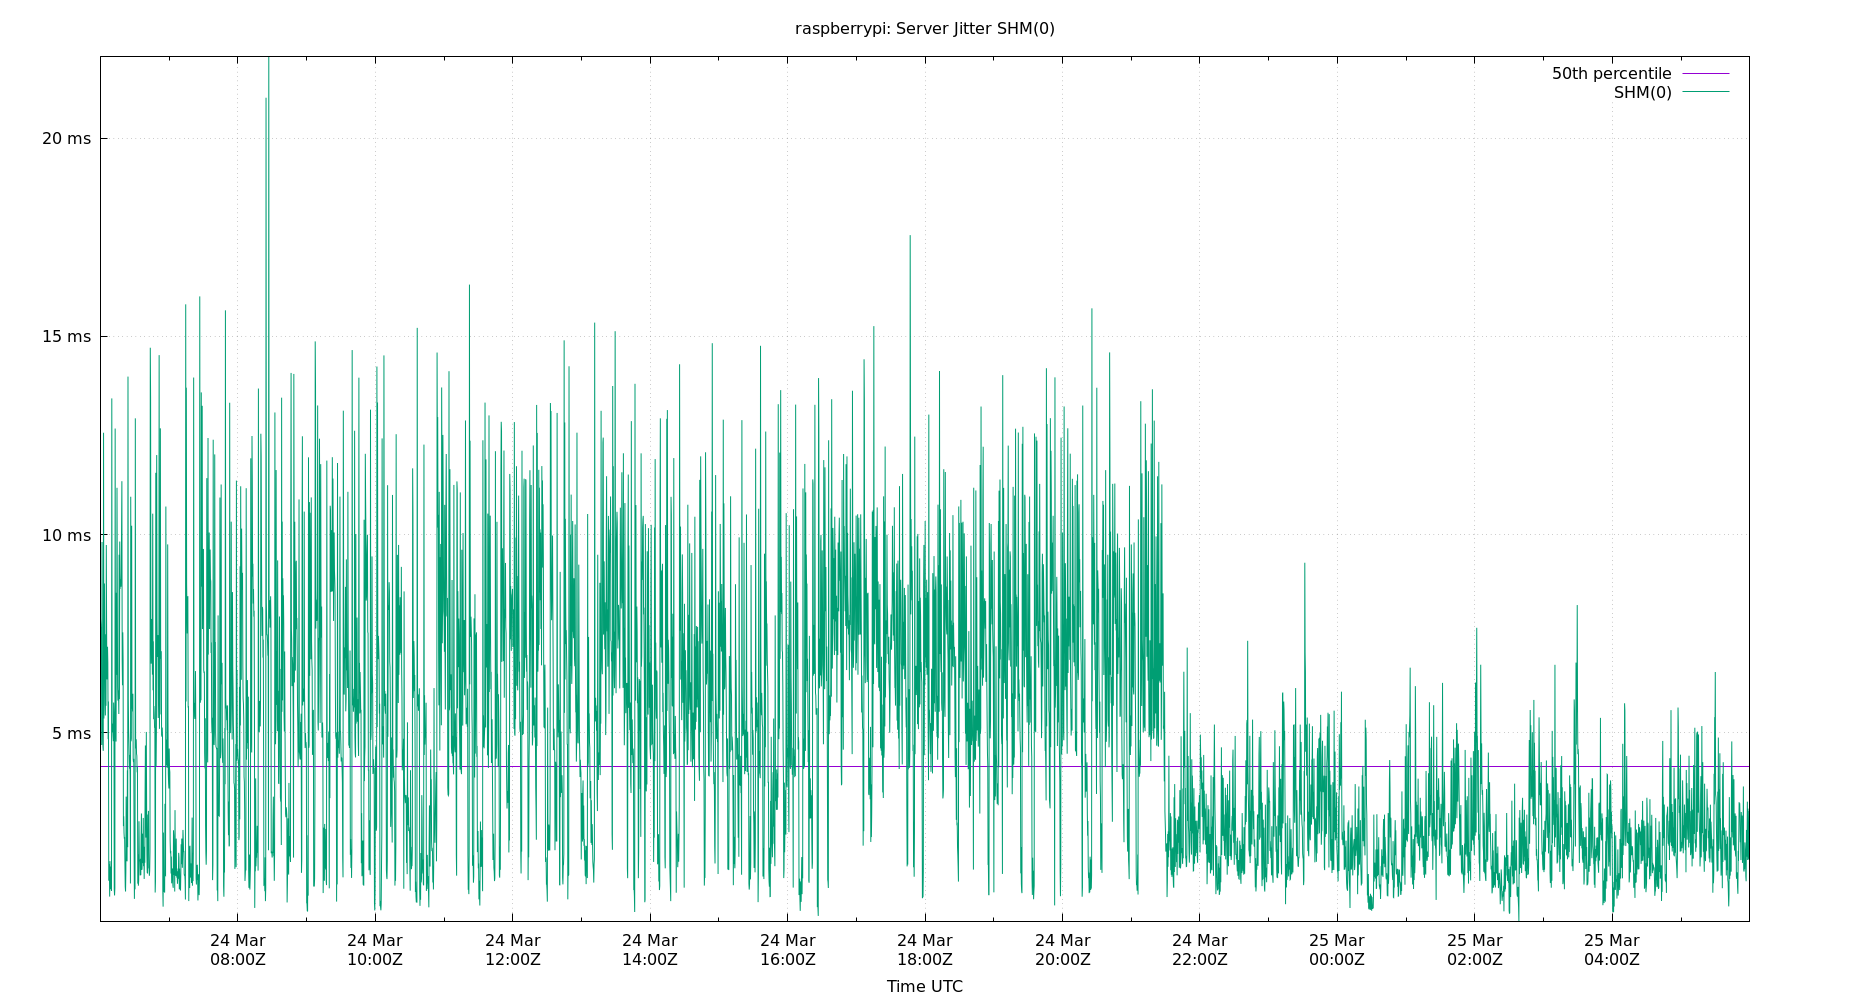 raspberrypi: Server Jitter SHM(0)
50th percentile
SHM(0)
20 ms
15 ms
10 ms
5 ms
24 Mar 24 Mar 24 Mar 24 Mar 24 Mar 24 Mar 24 Mar 24 Mar 25 Mar 25 Mar 25 Mar
08:00Z 10:00Z 12:00Z 14:00Z 16:00Z 18:00Z 20:00Z 22:00Z 00:00Z 02:00Z 04:00Z
Time UTC